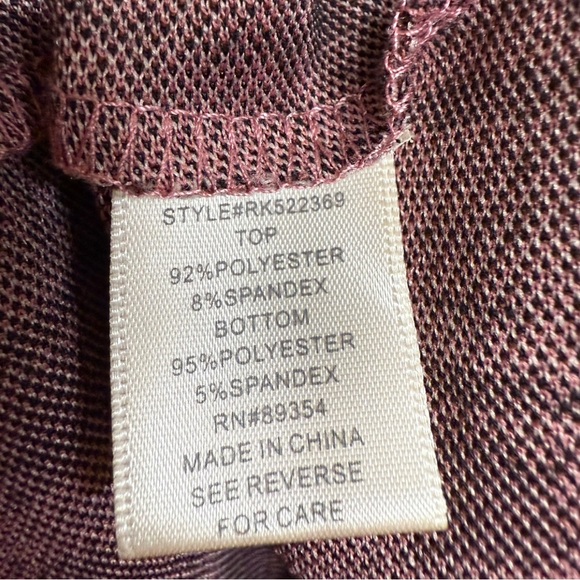 STYLE#RK522369
TOP
92%POLYESTER
8%SPANDEX
BOTTOM
95%POLYESTER
5%SPANDEX
RN#89354
MADE IN CHINA
SEE REVERSE
FOR CARE